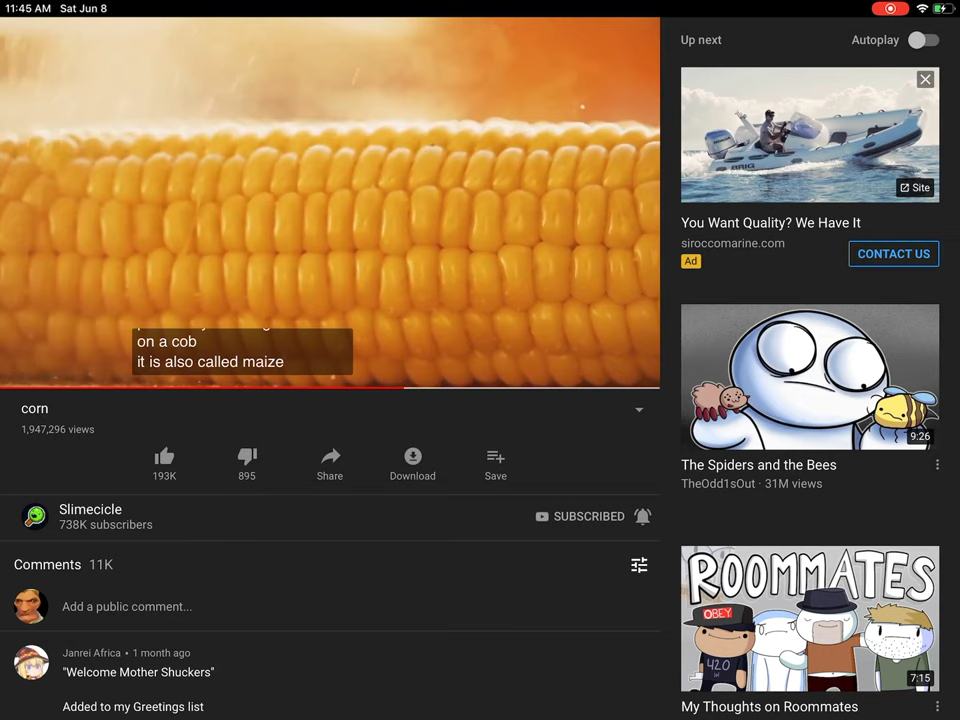 11:45 AM Sat Jun 8
on a cob
it is also called maize
corn
1,947,296 views
193K
895
Share
Download
Save
Slimecicle
738K subscribers
SUBSCRIBED
Comments 11K
Add a public comment...
Janrei Africa • 1 month ago
"Welcome Mother Shuckers"
Added to my Greetings list
Up next
Autoplay
BRIG
Site
You Want Quality? We Have It
siroccomarine.com
Ad
CONTACT US
9:26
The Spiders and the Bees
TheOdd1sOut · 31M views
ROOMMATES
OBEY
420
7:15
My Thoughts on Roommates